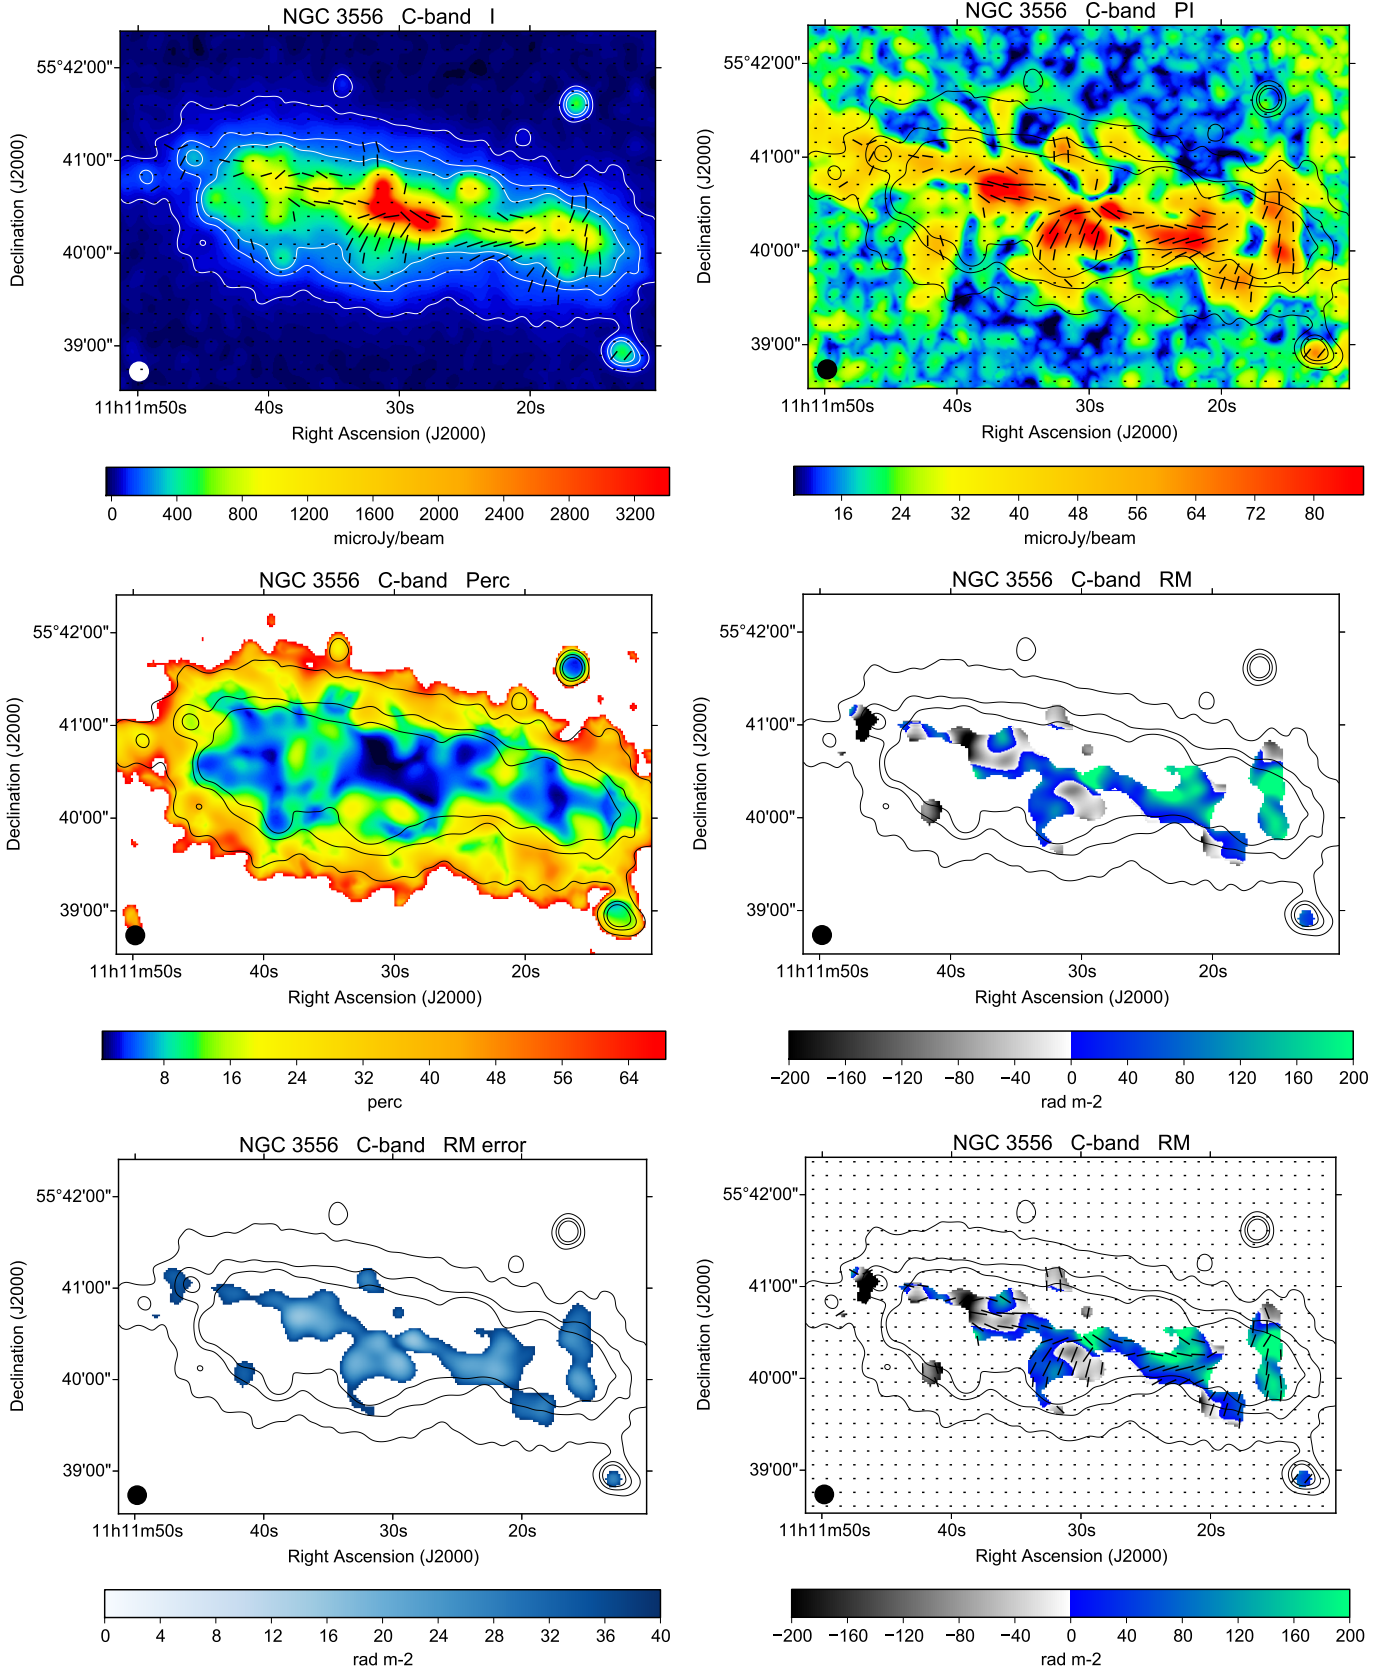 NGC 3556 C-band I
55°42'00"
41'00"
40'00"
39'00"
Declination (J2000)
11h11m50s 40s 30s 20s
Right Ascension (J2000)
0 400 800 1200 1600 2000 2400 2800 3200
microJy/beam
NGC 3556 C-band PI
55°42'00"
41'00"
40'00"
39'00"
Declination (J2000)
11h11m50s 40s 30s 20s
Right Ascension (J2000)
16 24 32 40 48 56 64 72 80
microJy/beam
NGC 3556 C-band Perc
55°42'00"
41'00"
40'00"
39'00"
Declination (J2000)
11h11m50s 40s 30s 20s
Right Ascension (J2000)
8 16 24 32 40 48 56 64
perc
NGC 3556 C-band RM
55°42'00"
41'00"
40'00"
39'00"
Declination (J2000)
11h11m50s 40s 30s 20s
Right Ascension (J2000)
−200 −160 −120 −80 −40 0 40 80 120 160 200
rad m-2
NGC 3556 C-band RM error
55°42'00"
41'00"
40'00"
39'00"
Declination (J2000)
11h11m50s 40s 30s 20s
Right Ascension (J2000)
0 4 8 12 16 20 24 28 32 36 40
rad m-2
NGC 3556 C-band RM
55°42'00"
41'00"
40'00"
39'00"
Declination (J2000)
11h11m50s 40s 30s 20s
Right Ascension (J2000)
−200 −160 −120 −80 −40 0 40 80 120 160 200
rad m-2